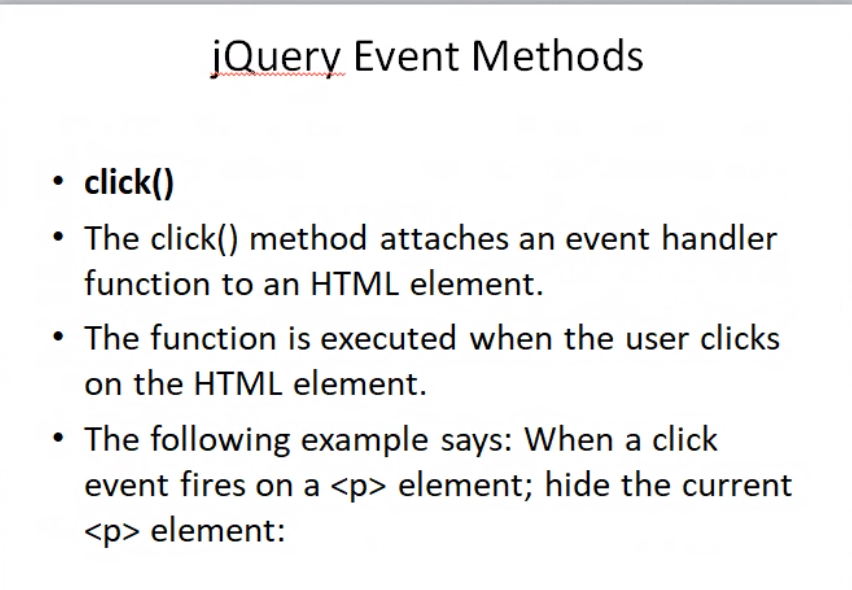 jQuery Event Methods
• click()
• The click() method attaches an event handler
function to an HTML element.
• The function is executed when the user clicks
on the HTML element.
• The following example says: When a click
event fires on a <p> element; hide the current
<p> element: